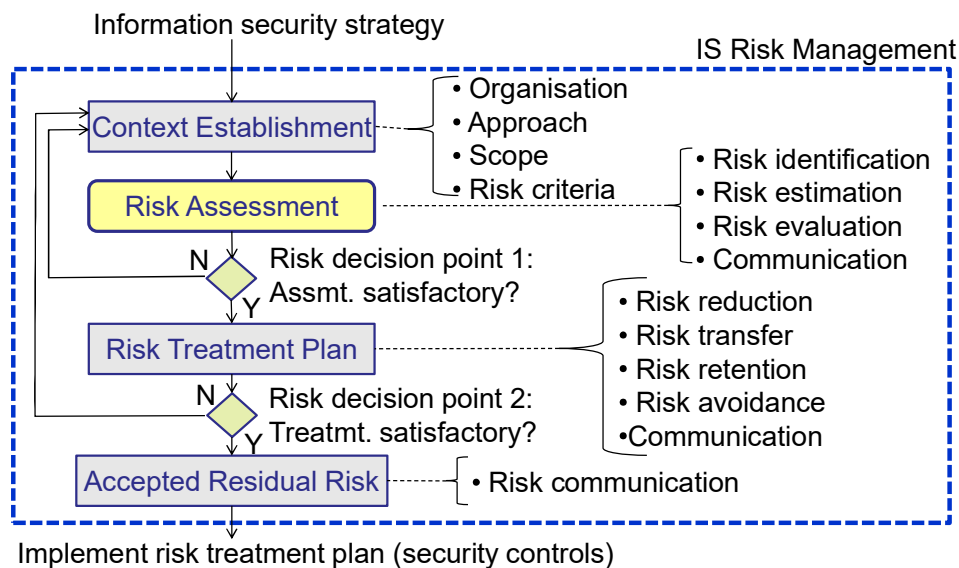 Information security strategy
IS Risk Management
Context Establishment
• Organisation
• Approach
• Scope
• Risk criteria
Risk Assessment
• Risk identification
• Risk estimation
• Risk evaluation
• Communication
N
Risk decision point 1:
Assmt. satisfactory?
Y
Risk Treatment Plan
• Risk reduction
• Risk transfer
• Risk retention
• Risk avoidance
•Communication
N
Risk decision point 2:
Treatmt. satisfactory?
Y
Accepted Residual Risk
• Risk communication
Implement risk treatment plan (security controls)